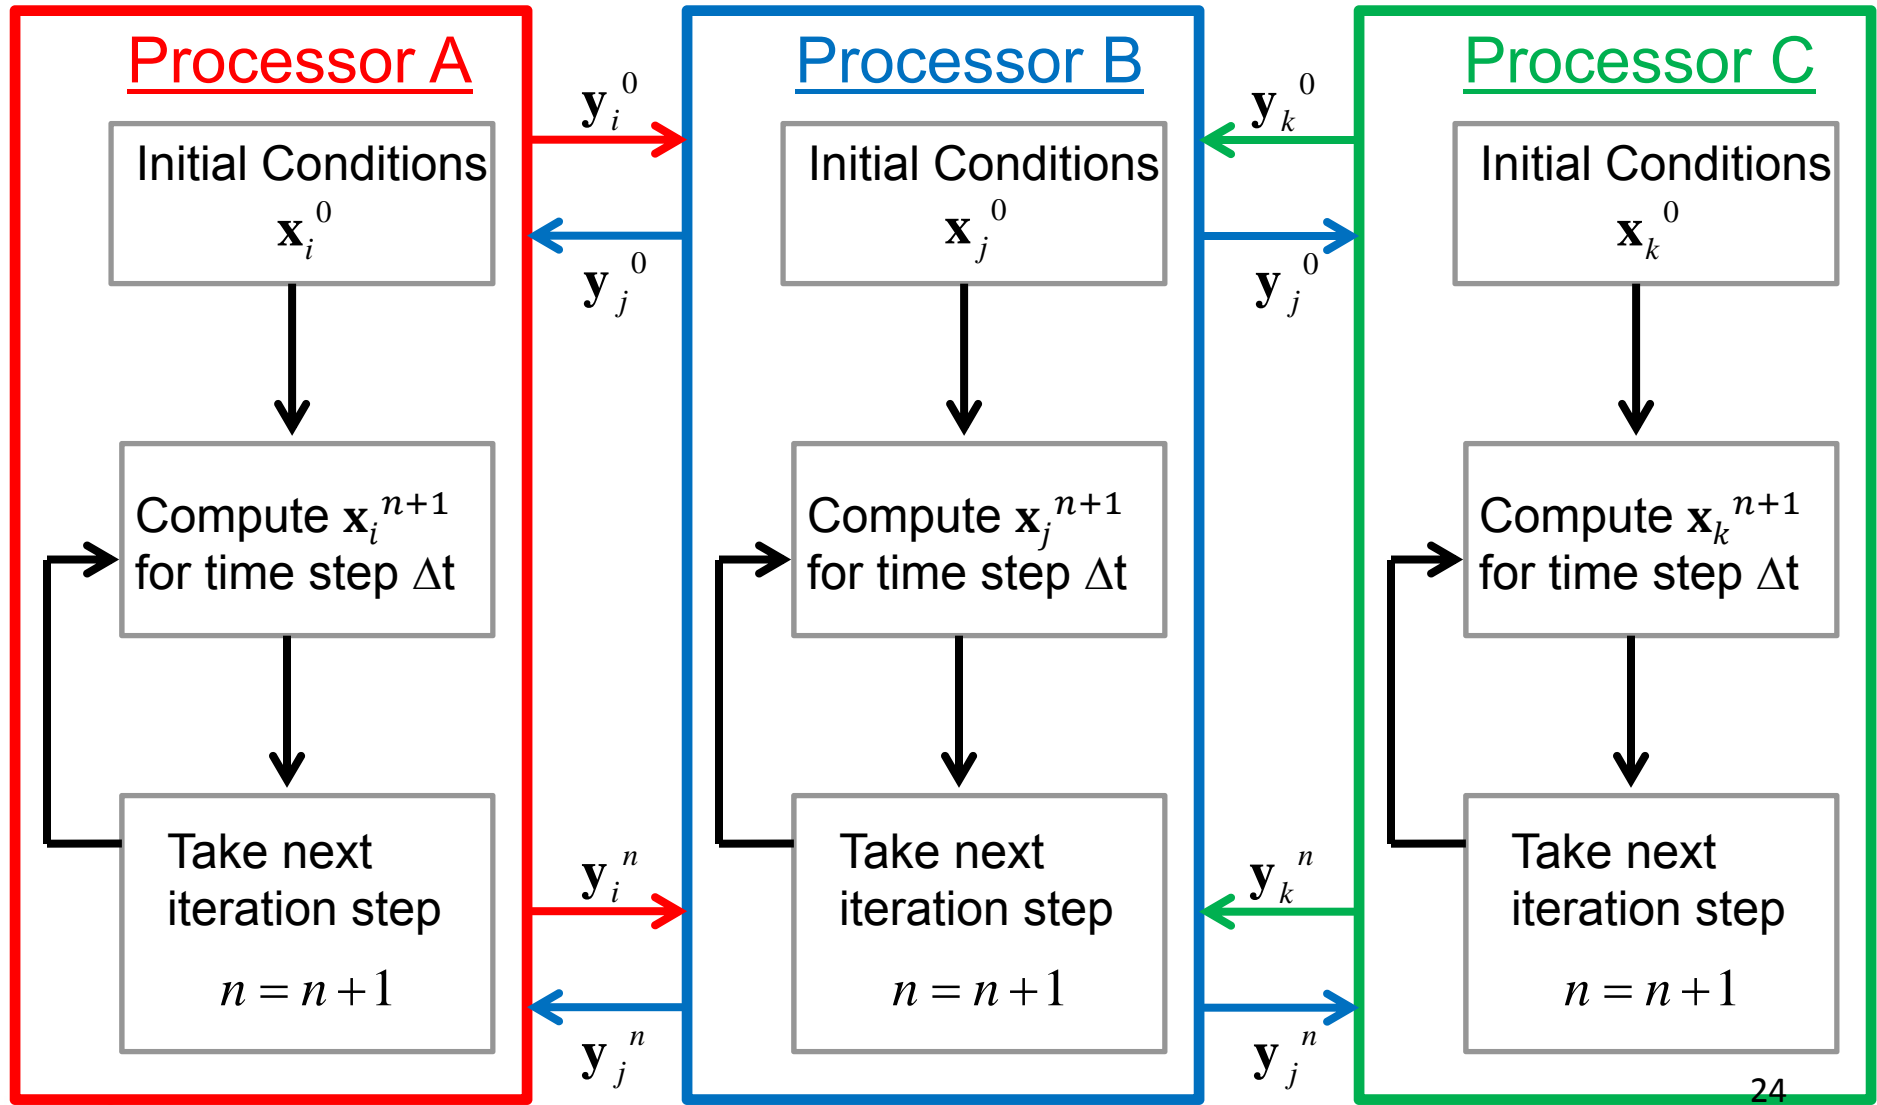 Processor A
Initial Conditions
x_i^0
Compute x_i^{n+1}
for time step Δt
Take next
iteration step
n = n + 1
y_i^0
y_j^0
y_i^n
y_j^n
Processor B
Initial Conditions
x_j^0
Compute x_j^{n+1}
for time step Δt
Take next
iteration step
n = n + 1
y_k^0
y_j^0
y_k^n
y_j^n
Processor C
Initial Conditions
x_k^0
Compute x_k^{n+1}
for time step Δt
Take next
iteration step
n = n + 1
24